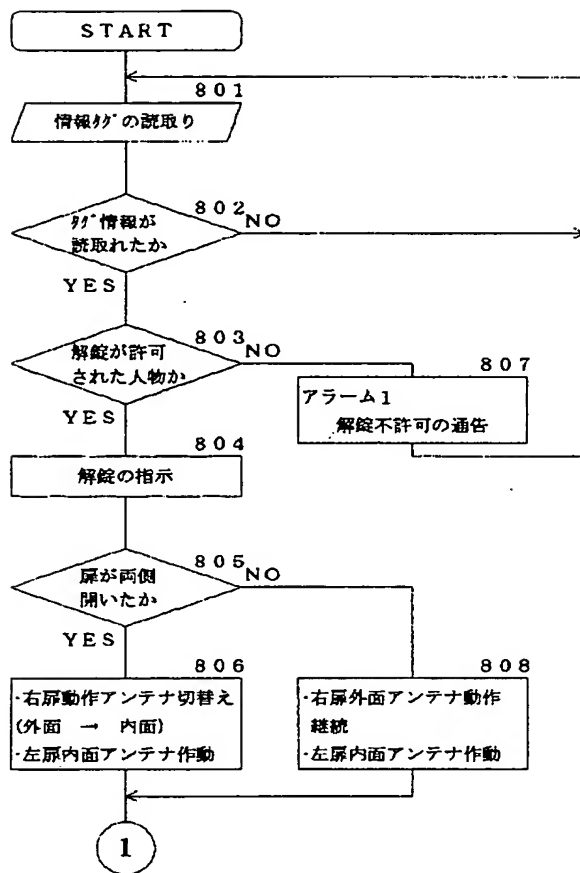 START
801
情報ﾀｸﾞの読取り
802
ﾀｸﾞ情報が
読取れたか
NO
YES
803
解錠が許可
された人物か
NO
YES
807
アラーム1
解錠不許可の通告
804
解錠の指示
805
扉が両側
開いたか
NO
YES
806
・右扉動作アンテナ切替え
(外面 → 内面)
・左扉内面アンテナ作動
808
・右扉外面アンテナ動作
継続
・左扉内面アンテナ作動
1